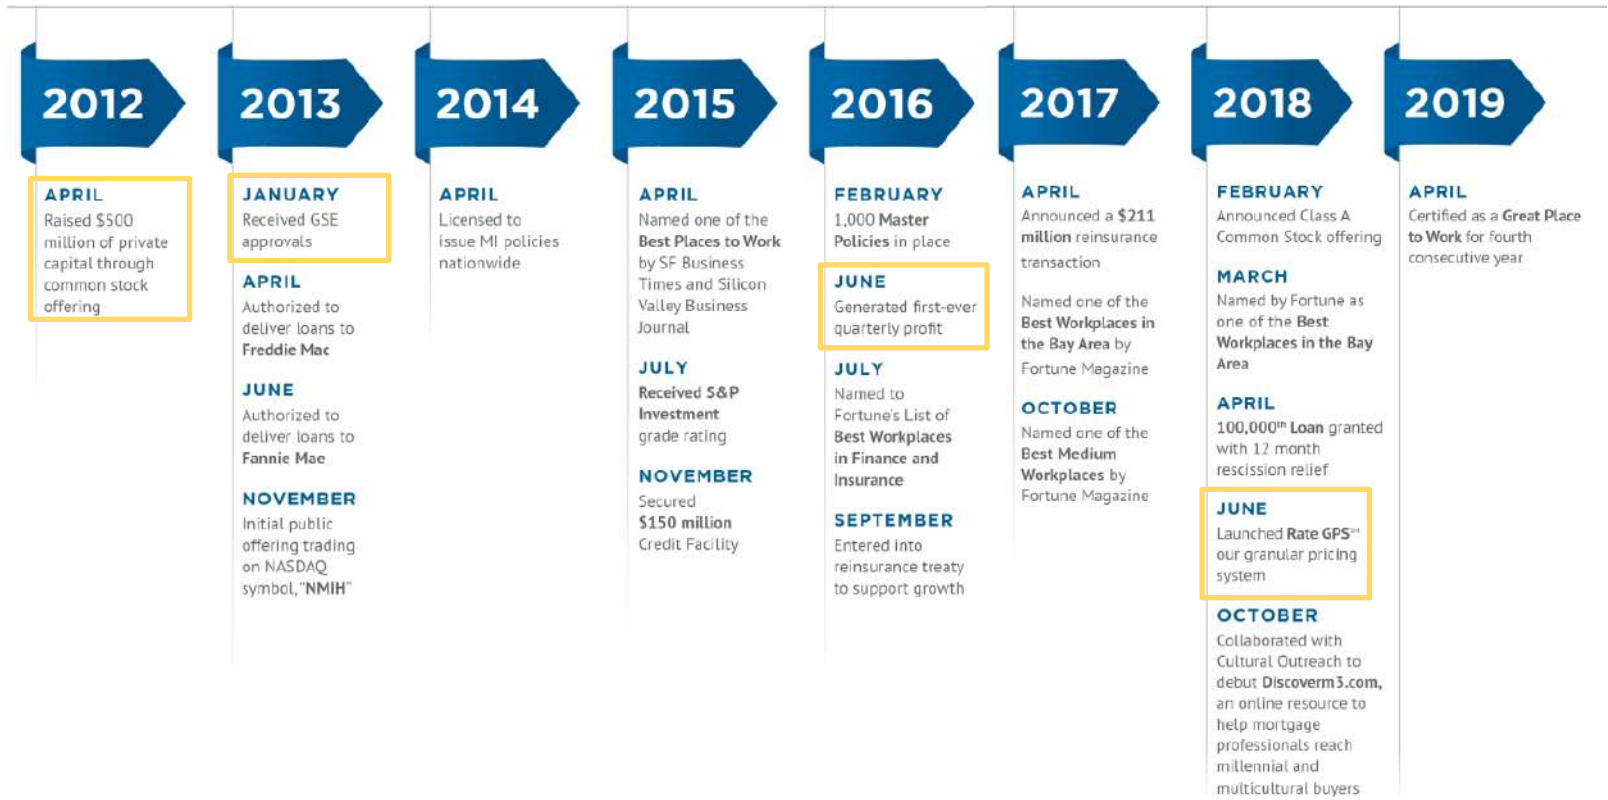 2012
APRIL
Raised $500
million of private
capital through
common stock
offering
2013
JANUARY
Received GSE
approvals
APRIL
Authorized to
deliver loans to
Freddie Mac
JUNE
Authorized to
deliver loans to
Fannie Mae
NOVEMBER
Initial public
offering trading
on NASDAQ
symbol, "NMIH"
2014
APRIL
Licensed to
issue MI policies
nationwide
2015
APRIL
Named one of the
Best Places to Work
by SF Business
Times and Silicon
Valley Business
Journal
JULY
Received S&P
Investment
grade rating
NOVEMBER
Secured
$150 million
Credit Facility
2016
FEBRUARY
1,000 Master
Policies in place
JUNE
Generated first-ever
quarterly profit
JULY
Named to
Fortune's List of
Best Workplaces
in Finance and
Insurance
SEPTEMBER
Entered into
reinsurance treaty
to support growth
2017
APRIL
Announced a $211
million reinsurance
transaction
Named one of the
Best Workplaces in
the Bay Area by
Fortune Magazine
OCTOBER
Named one of the
Best Medium
Workplaces by
Fortune Magazine
2018
FEBRUARY
Announced Class A
Common Stock offering
MARCH
Named by Fortune as
one of the Best
Workplaces in the Bay
Area
APRIL
100,000th Loan granted
with 12 month
rescission relief
JUNE
Launched Rate GPS℠
our granular pricing
system
OCTOBER
Collaborated with
Cultural Outreach to
debut Discoverm3.com,
an online resource to
help mortgage
professionals reach
millennial and
multicultural buyers
2019
APRIL
Certified as a Great Place
to Work for fourth
consecutive year